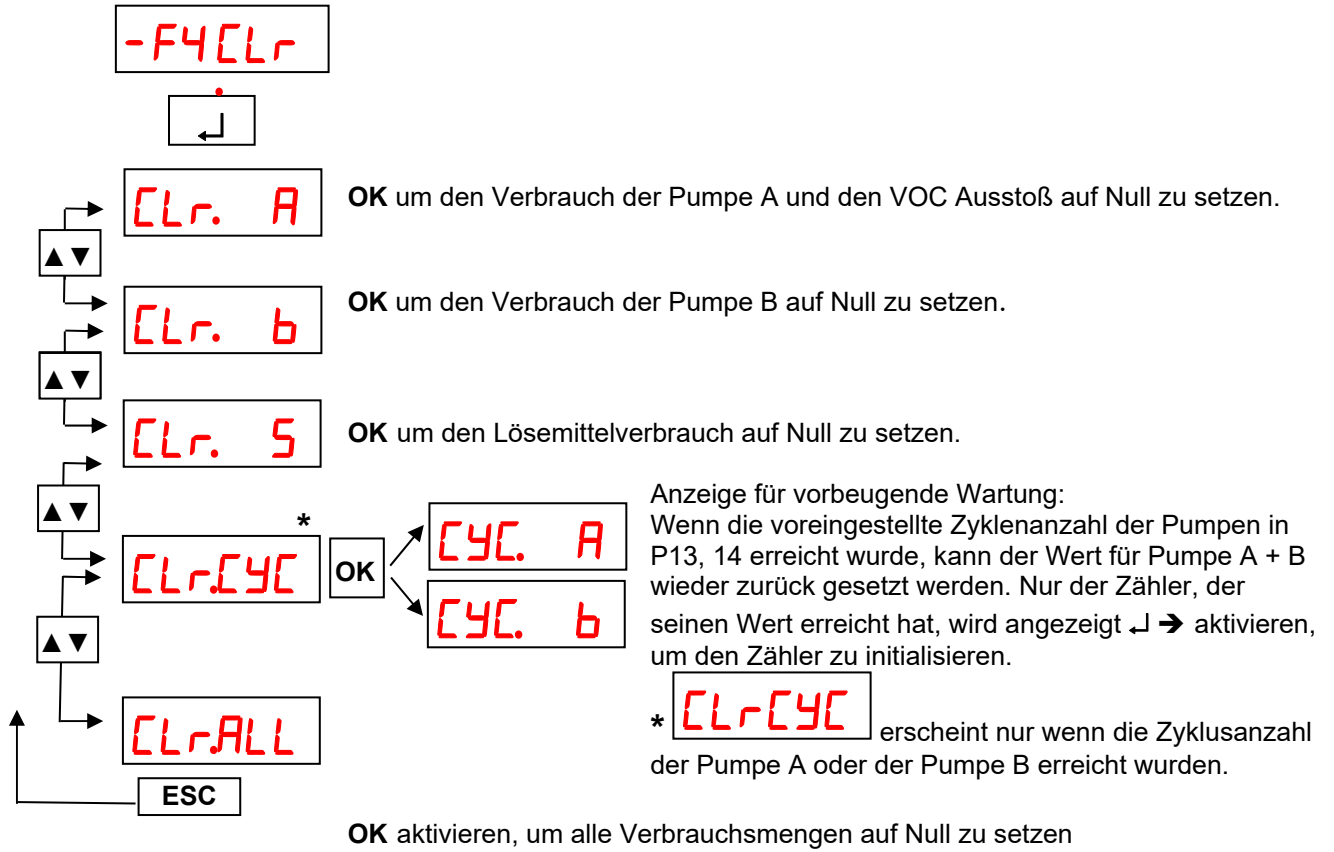 -F4CLr
↵
CLr. A
OK um den Verbrauch der Pumpe A und den VOC Ausstoß auf Null zu setzen.
▲▼
CLr. b
OK um den Verbrauch der Pumpe B auf Null zu setzen.
▲▼
CLr. S
OK um den Lösemittelverbrauch auf Null zu setzen.
▲▼
*
CLr.CYC
OK
CYC. A
CYC. b
Anzeige für vorbeugende Wartung:
Wenn die voreingestellte Zyklenanzahl der Pumpen in
P13, 14 erreicht wurde, kann der Wert für Pumpe A + B
wieder zurück gesetzt werden. Nur der Zähler, der
seinen Wert erreicht hat, wird angezeigt ↵ ➔ aktivieren,
um den Zähler zu initialisieren.
* CLrCYC erscheint nur wenn die Zyklusanzahl
der Pumpe A oder der Pumpe B erreicht wurden.
▲▼
CLr.ALL
ESC
OK aktivieren, um alle Verbrauchsmengen auf Null zu setzen